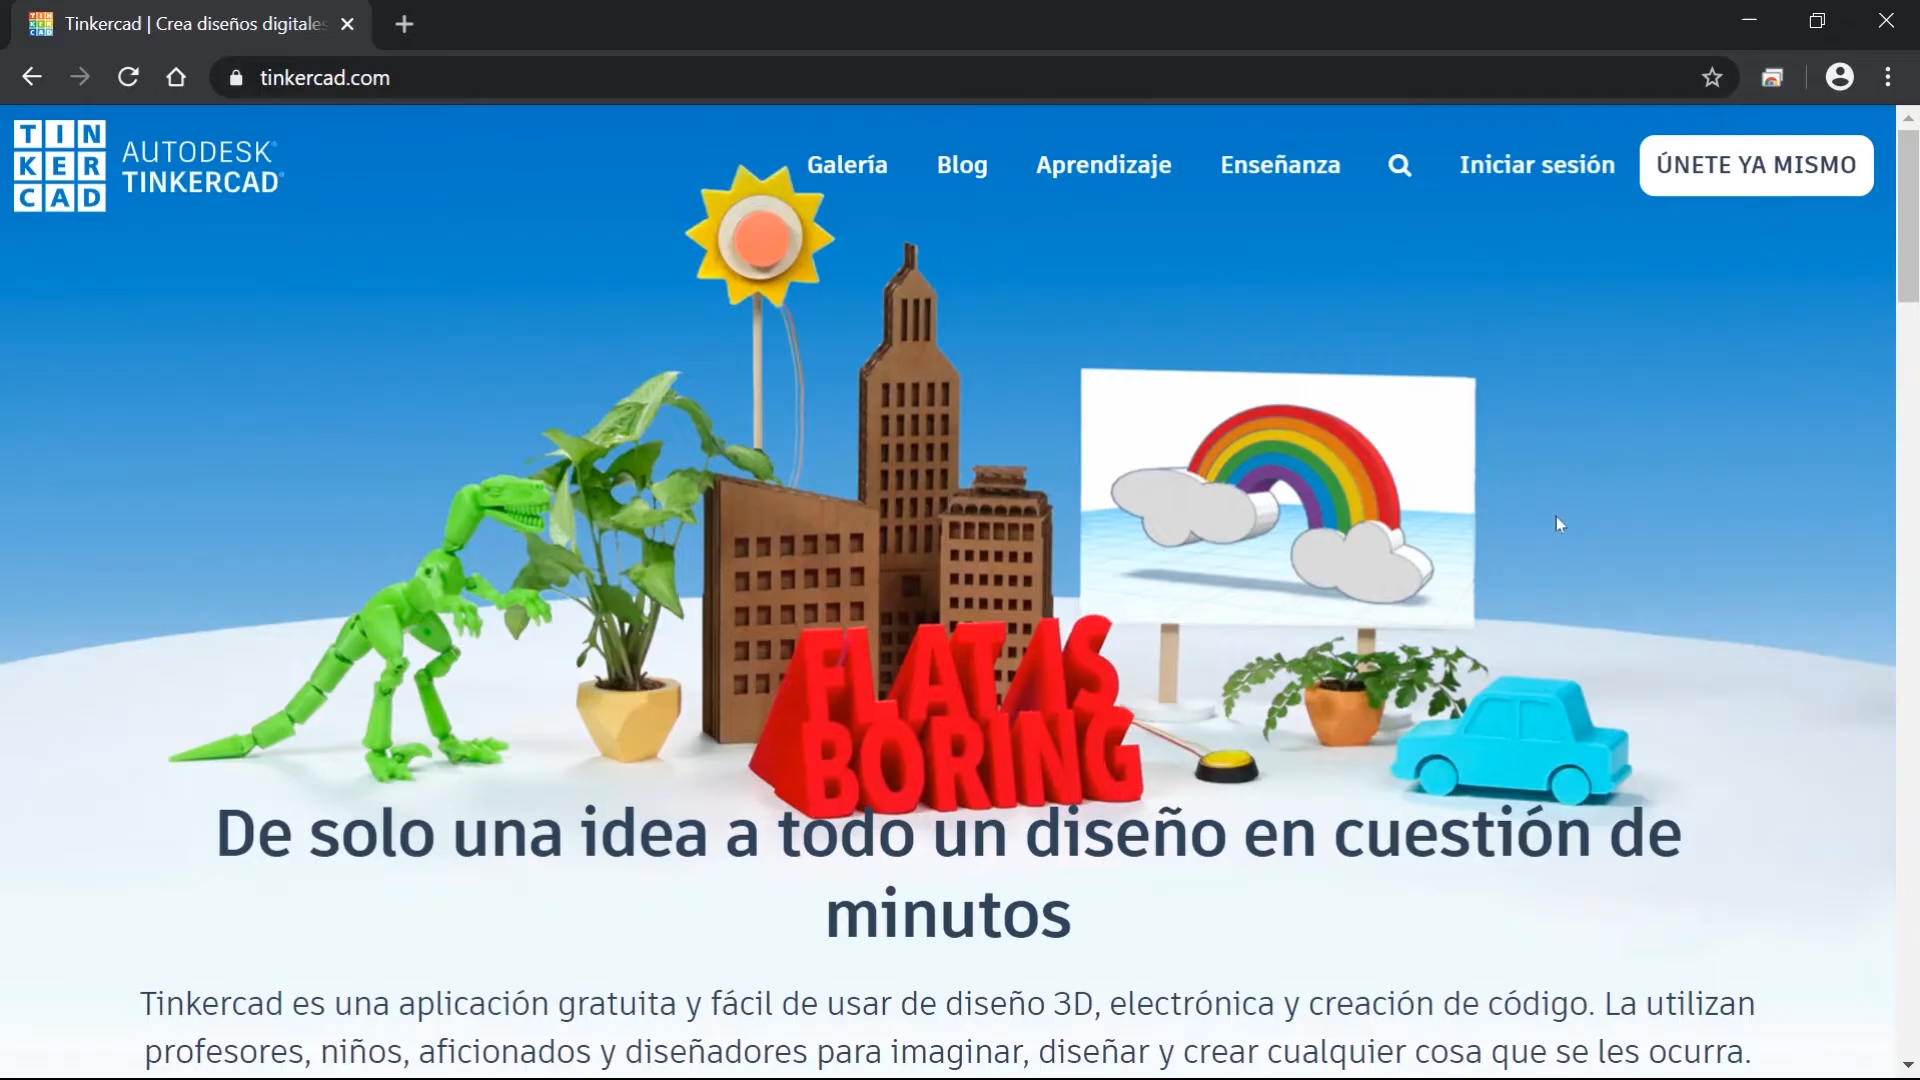 Tinkercad | Crea diseños digitales
tinkercad.com
TIN
KER
CAD
AUTODESK®
TINKERCAD®
Galería
Blog
Aprendizaje
Enseñanza
Iniciar sesión
ÚNETE YA MISMO
FLAT IS
BORING
De solo una idea a todo un diseño en cuestión de
minutos
Tinkercad es una aplicación gratuita y fácil de usar de diseño 3D, electrónica y creación de código. La utilizan
profesores, niños, aficionados y diseñadores para imaginar, diseñar y crear cualquier cosa que se les ocurra.